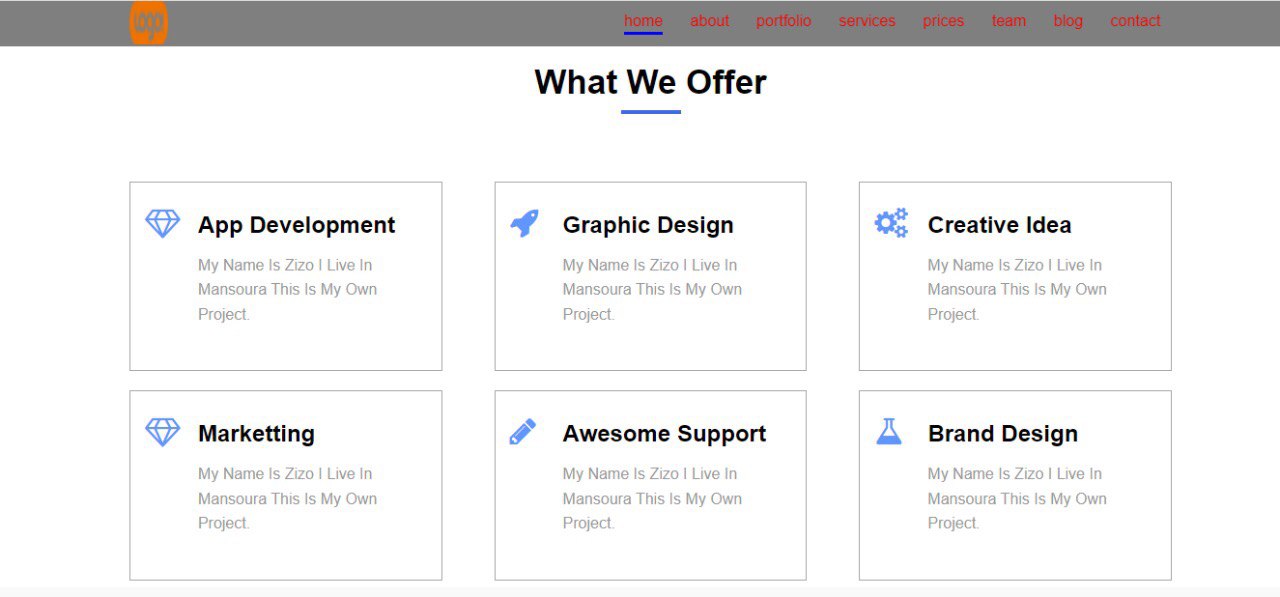 logo
home about portfolio services prices team blog contact
What We Offer
App Development
My Name Is Zizo I Live In
Mansoura This Is My Own
Project.
Graphic Design
My Name Is Zizo I Live In
Mansoura This Is My Own
Project.
Creative Idea
My Name Is Zizo I Live In
Mansoura This Is My Own
Project.
Marketting
My Name Is Zizo I Live In
Mansoura This Is My Own
Project.
Awesome Support
My Name Is Zizo I Live In
Mansoura This Is My Own
Project.
Brand Design
My Name Is Zizo I Live In
Mansoura This Is My Own
Project.